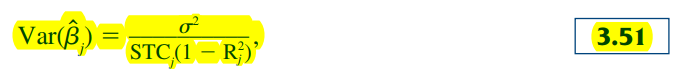 Var(β̂ⱼ) = σ² / STCⱼ(1 − Rⱼ²), 3.51